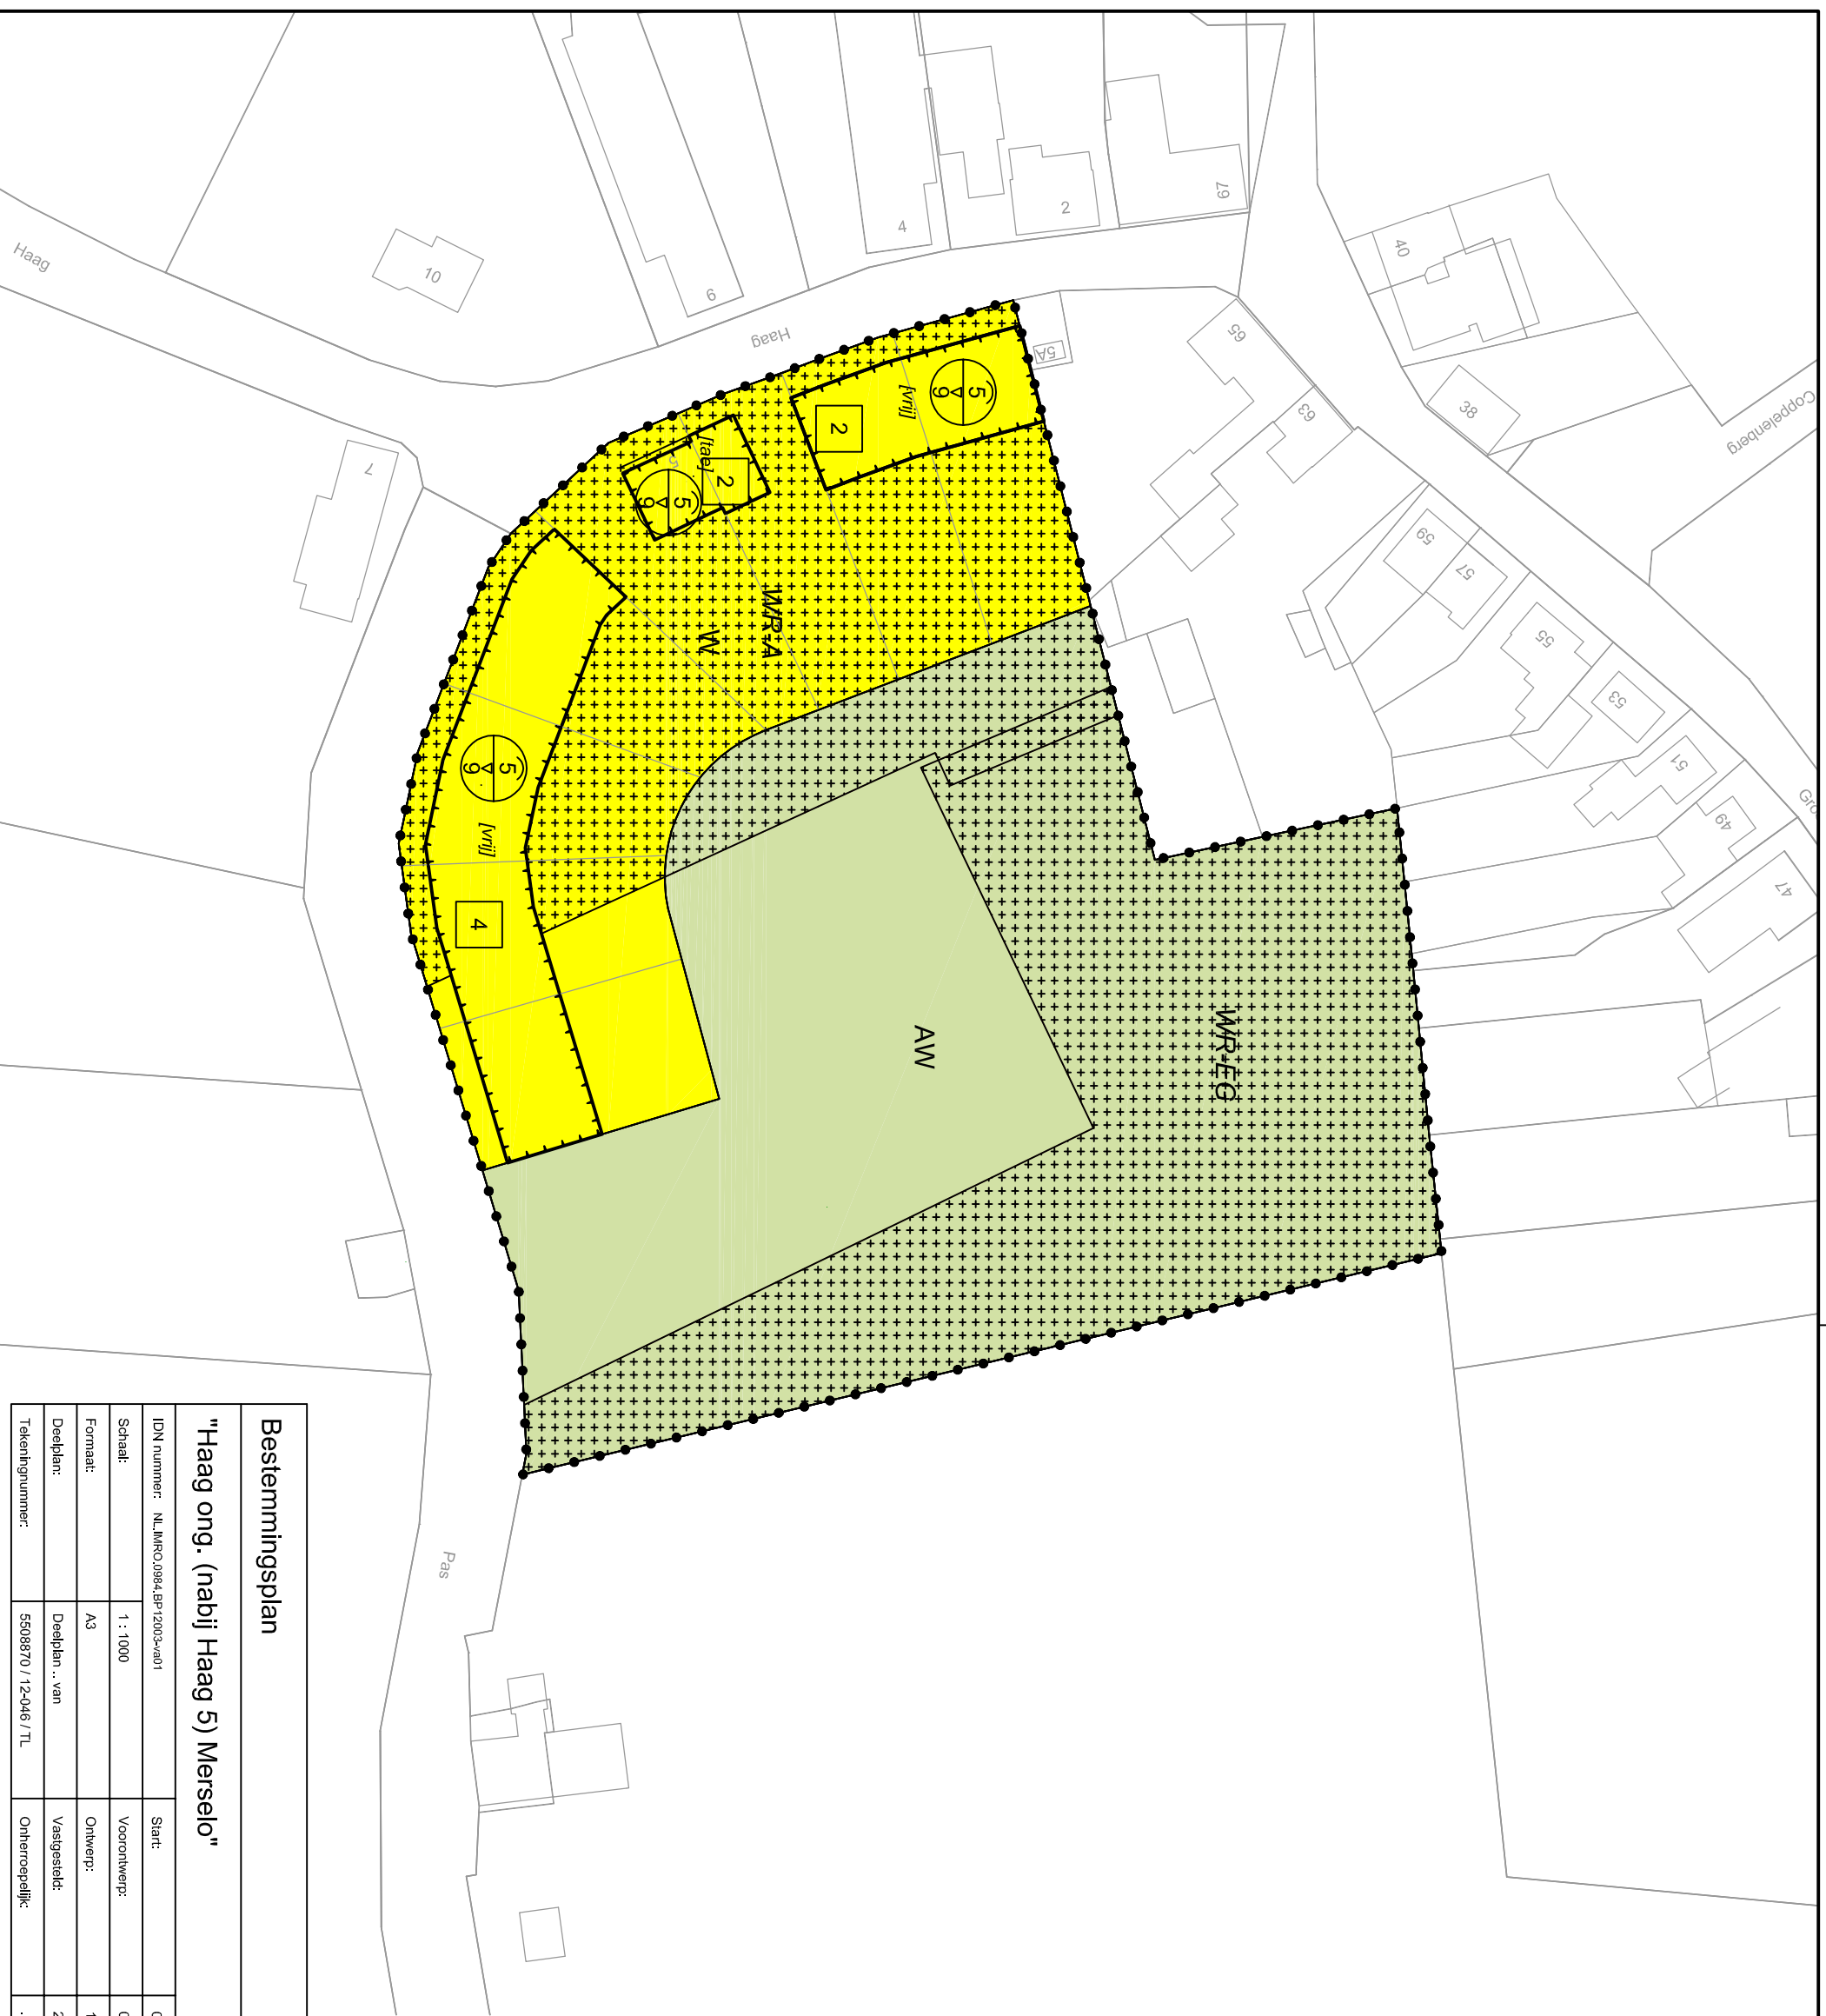 Bestemmingsplan
"Haag ong. (nabij Haag 5) Merselo"
IDN nummer: NL.IMRO.0984.BP12003-va01
Start:
Schaal:
1 : 1000
Voorontwerp:
Formaat:
A3
Ontwerp:
Deelplan:
Deelplan .. van
Vastgesteld:
Tekeningnummer:
5508870 / 12-046 / TL
Onherroepelijk:
Haag
10
6
4
2
67
Haag
7
5A
65
63
40
38
Coppelenberg
59
57
55
53
51
49
47
Gro
[vrij]
5
9
2
[tae]
5
2
5
9
WR-A
W
5
9
[vrij]
4
AW
WR-EG
Pas